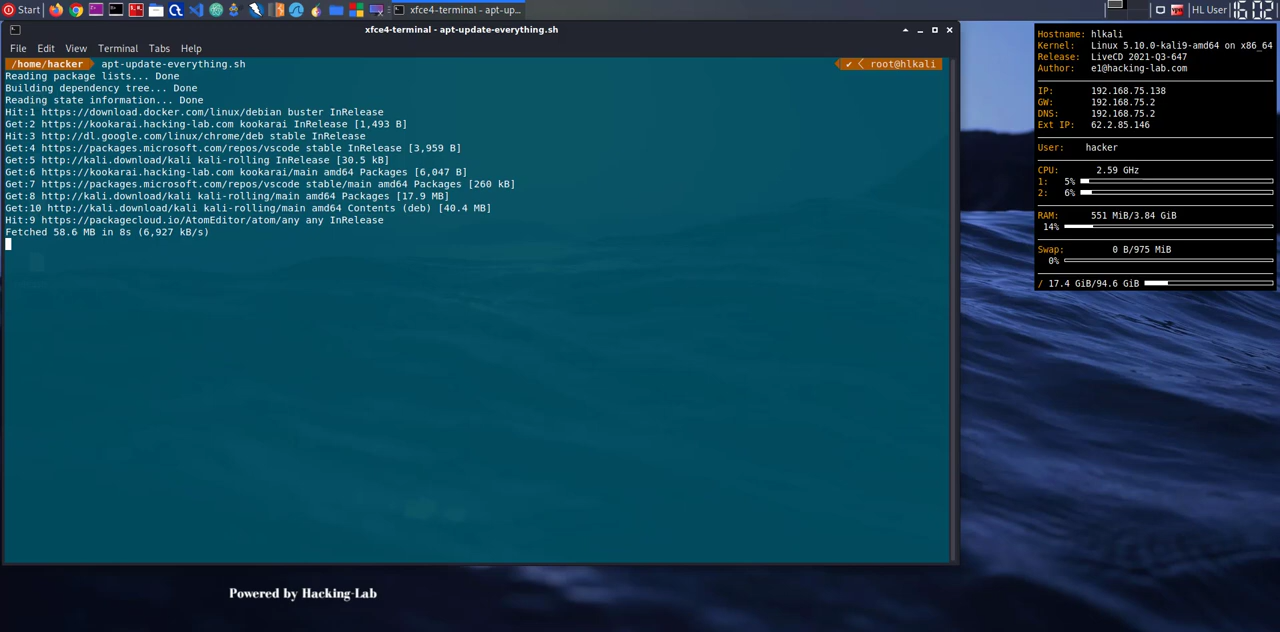 Start
xfce4-terminal - apt-up...
HL User
16:02
xfce4-terminal - apt-update-everything.sh
File Edit View Terminal Tabs Help
/home/hacker apt-update-everything.sh ✔ root@hlkali
Reading package lists... Done
Building dependency tree... Done
Reading state information... Done
Hit:1 https://download.docker.com/linux/debian buster InRelease
Get:2 https://kookarai.hacking-lab.com kookarai InRelease [1,493 B]
Hit:3 http://dl.google.com/linux/chrome/deb stable InRelease
Get:4 https://packages.microsoft.com/repos/vscode stable InRelease [3,959 B]
Get:5 http://kali.download/kali kali-rolling InRelease [30.5 kB]
Get:6 https://kookarai.hacking-lab.com kookarai/main amd64 Packages [6,047 B]
Get:7 https://packages.microsoft.com/repos/vscode stable/main amd64 Packages [260 kB]
Get:8 http://kali.download/kali kali-rolling/main amd64 Packages [17.9 MB]
Get:10 http://kali.download/kali kali-rolling/main amd64 Contents (deb) [40.4 MB]
Hit:9 https://packagecloud.io/AtomEditor/atom/any any InRelease
Fetched 58.6 MB in 8s (6,927 kB/s)
Hostname: hlkali
Kernel: Linux 5.10.0-kali9-amd64 on x86_64
Release: LiveCD 2021-Q3-647
Author: e1@hacking-lab.com
IP: 192.168.75.138
GW: 192.168.75.2
DNS: 192.168.75.2
Ext IP: 62.2.85.146
User: hacker
CPU: 2.59 GHz
1: 5%
2: 6%
RAM: 551 MiB/3.84 GiB
14%
Swap: 0 B/975 MiB
0%
/ 17.4 GiB/94.6 GiB
Powered by Hacking-Lab